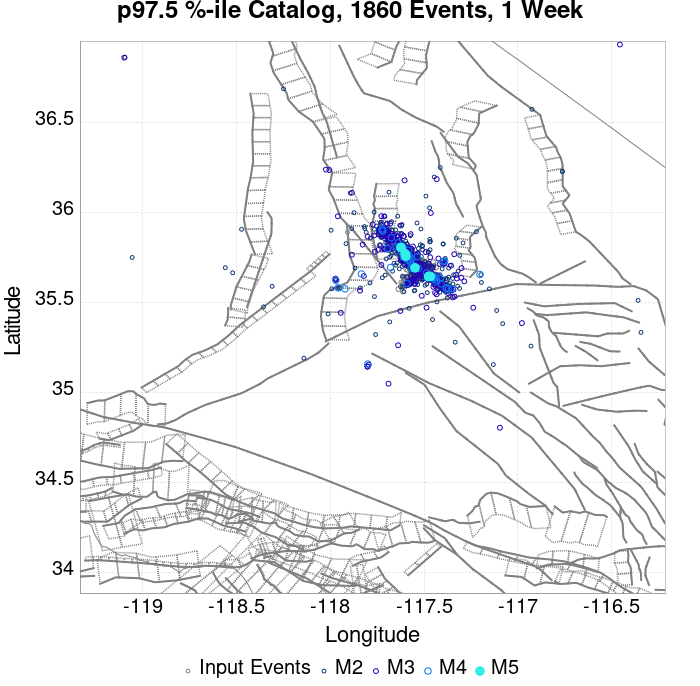 p97.5 %-ile Catalog, 1860 Events, 1 Week
36.5
36
35.5
35
34.5
34
Latitude
-119 -118.5 -118 -117.5 -117 -116.5
Longitude
Input Events M2 M3 M4 M5